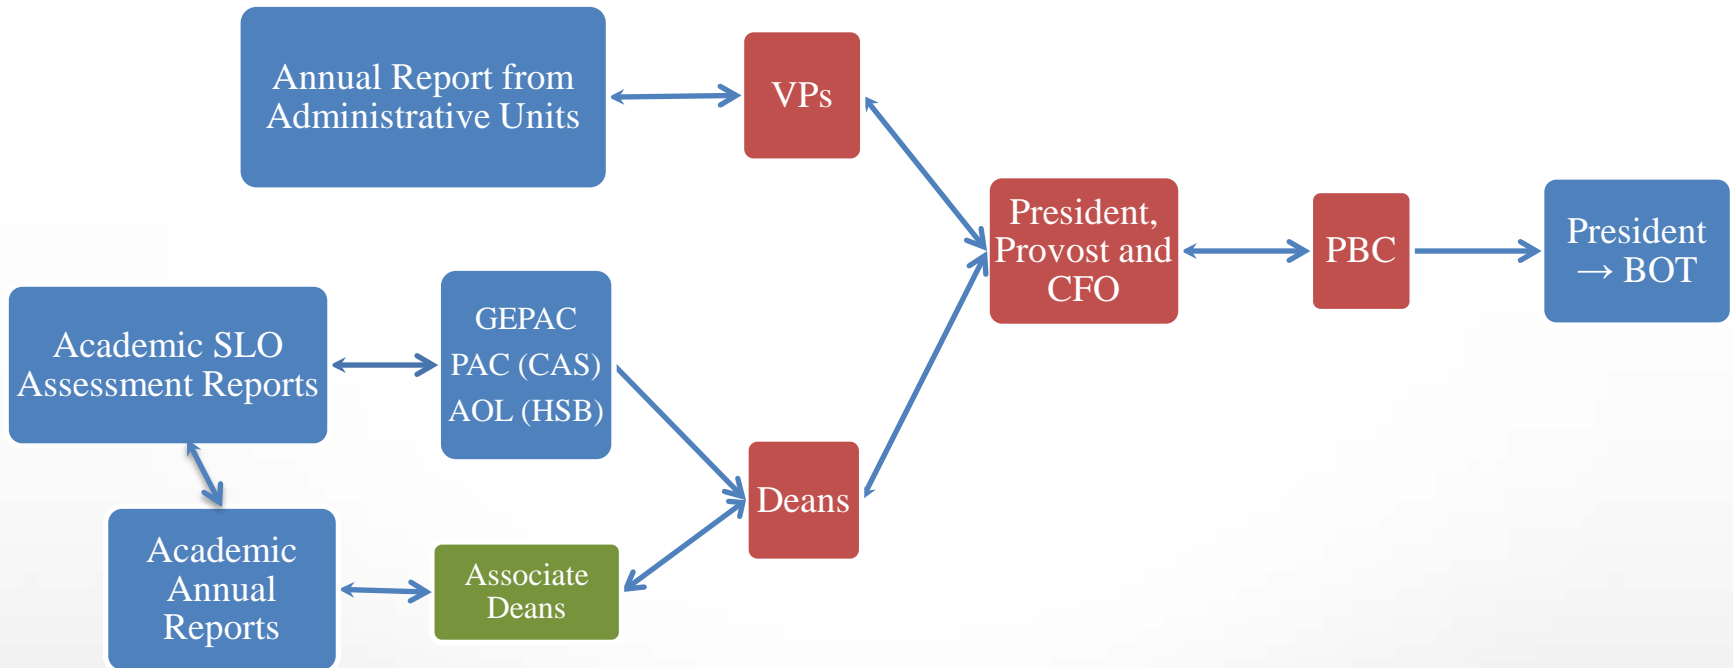 Annual Report from
Administrative Units
VPs
President,
Provost and
CFO
PBC
President
→ BOT
GEPAC
PAC (CAS)
AOL (HSB)
Academic SLO
Assessment Reports
Deans
Academic
Annual
Reports
Associate
Deans